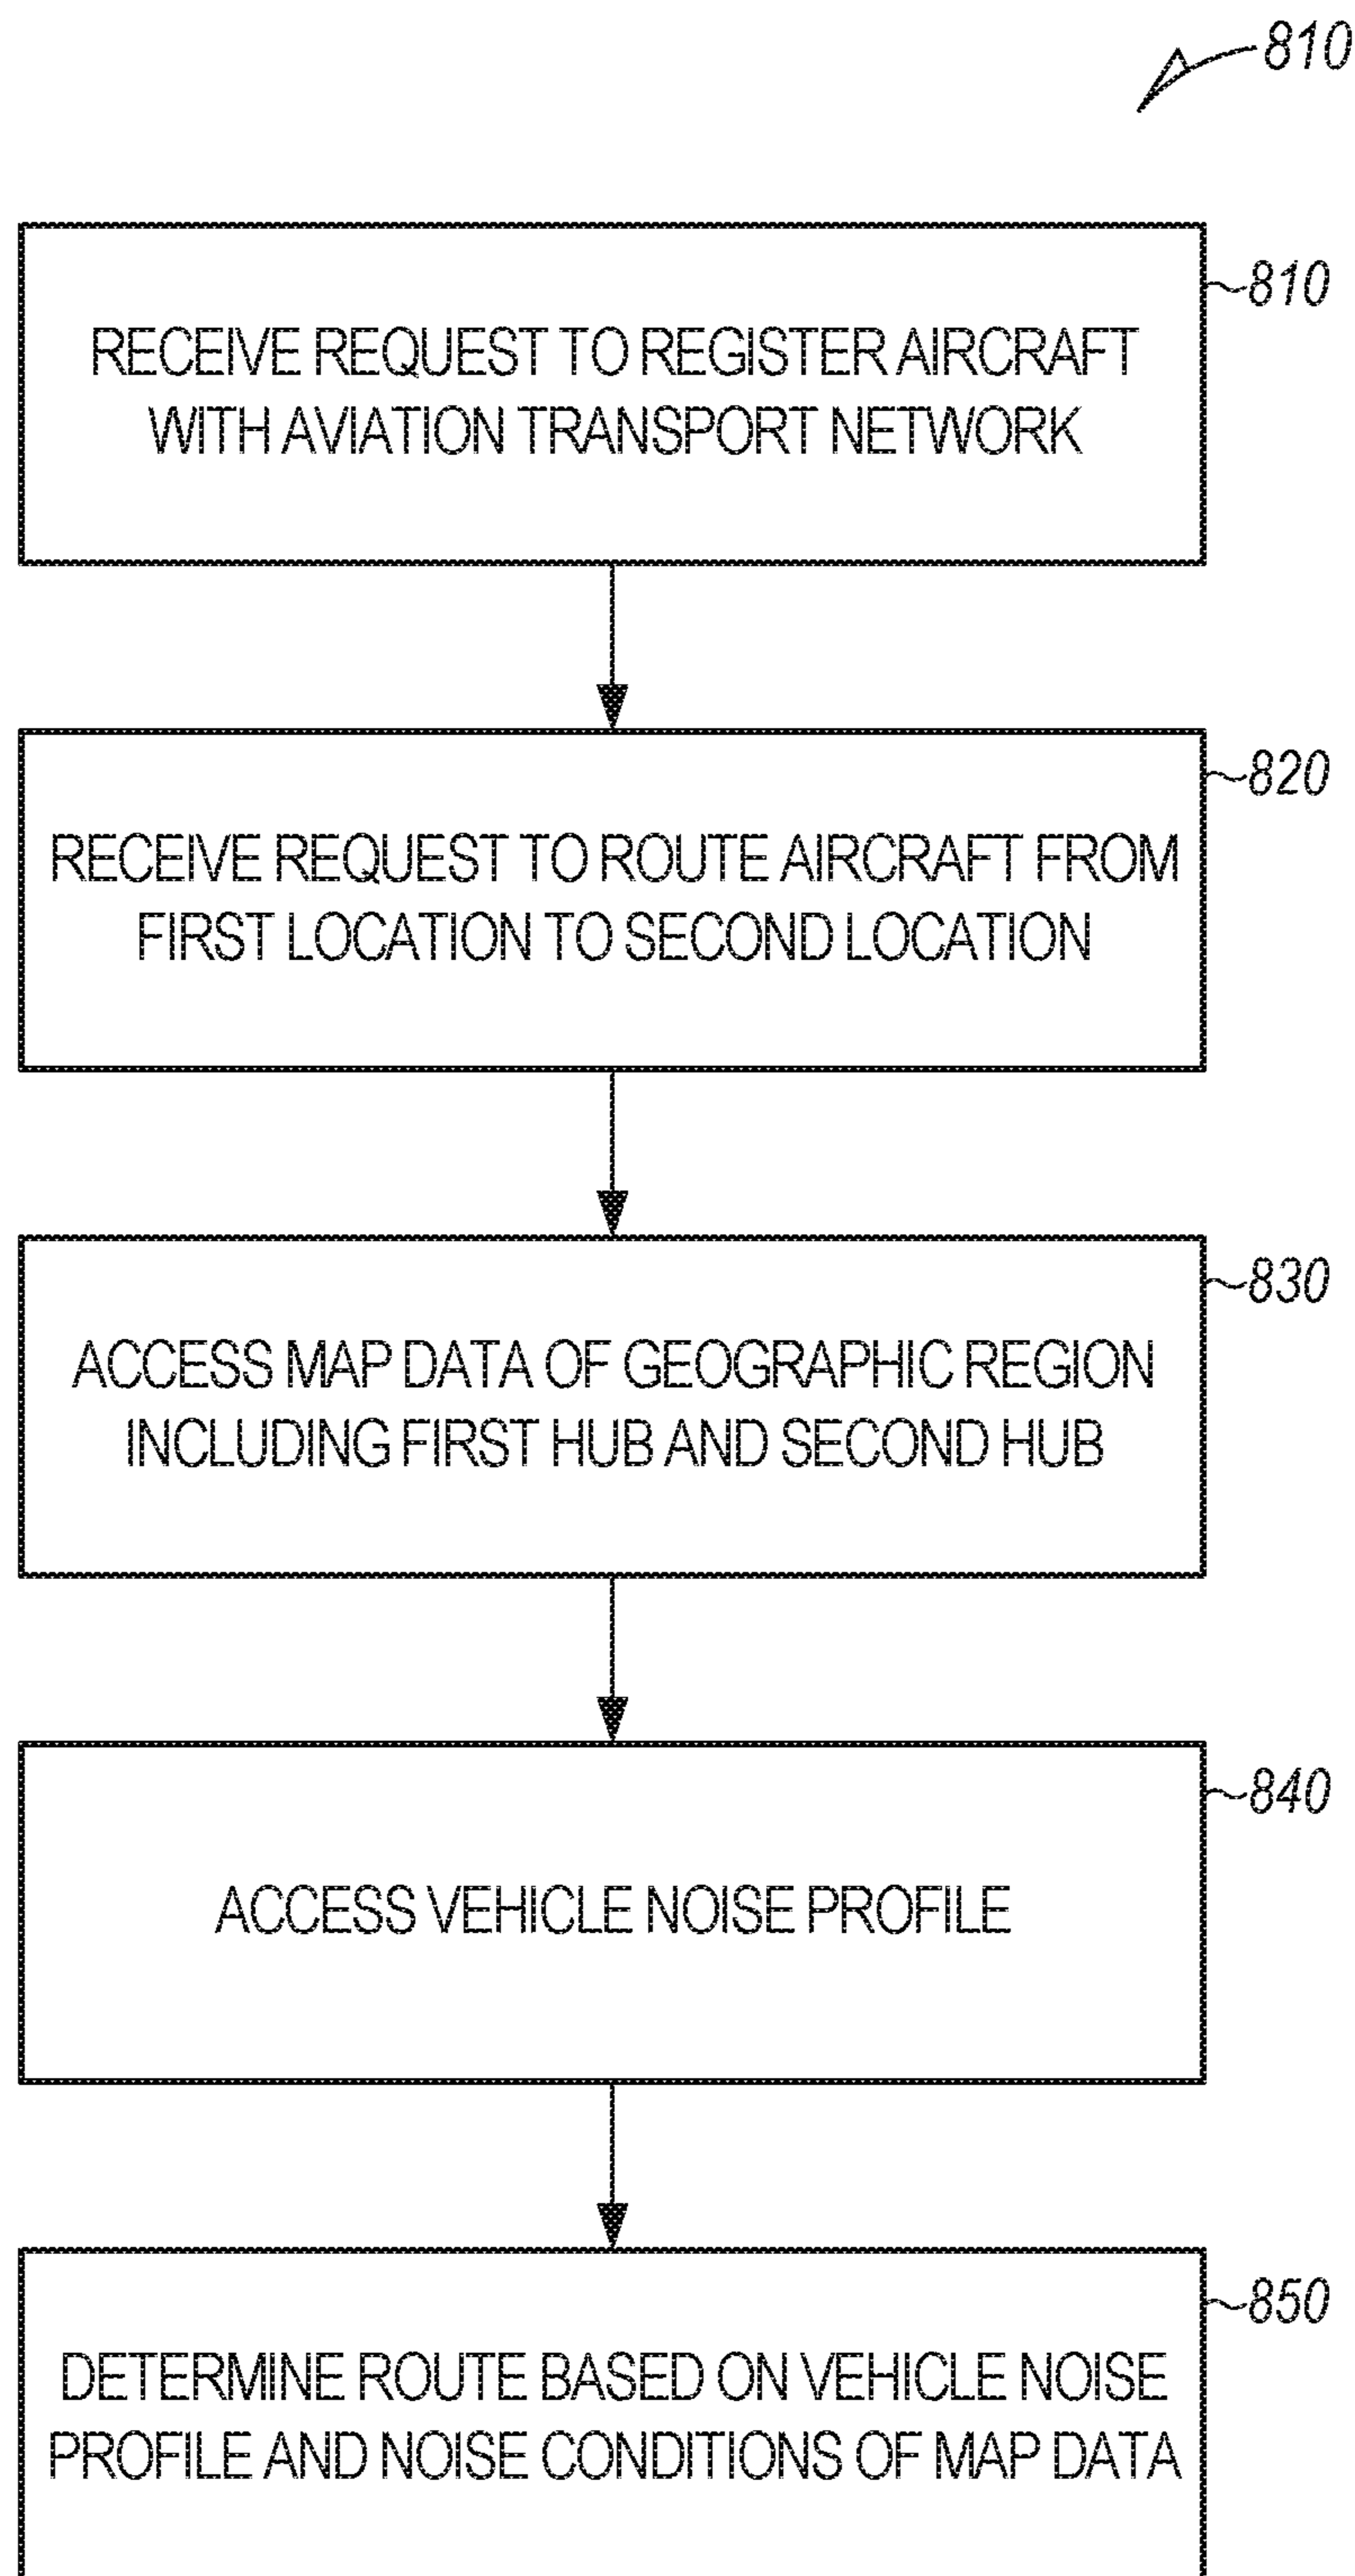 810
810
RECEIVE REQUEST TO REGISTER AIRCRAFT
WITH AVIATION TRANSPORT NETWORK
820
RECEIVE REQUEST TO ROUTE AIRCRAFT FROM
FIRST LOCATION TO SECOND LOCATION
830
ACCESS MAP DATA OF GEOGRAPHIC REGION
INCLUDING FIRST HUB AND SECOND HUB
840
ACCESS VEHICLE NOISE PROFILE
850
DETERMINE ROUTE BASED ON VEHICLE NOISE
PROFILE AND NOISE CONDITIONS OF MAP DATA